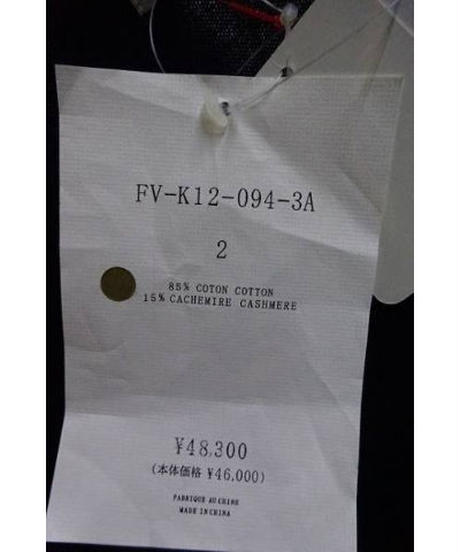 FV-K12-094-3A
2
85% COTON COTTON
15% CACHEMIRE CASHMERE
¥48,300
(本体価格 ¥46,000)
FABRIQUE AU CHINE
MADE IN CHINA